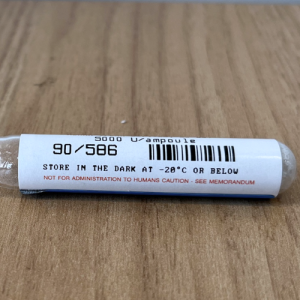 5000 U/ampoule
90/586
STORE IN THE DARK AT -20°C OR BELOW
NOT FOR ADMINISTRATION TO HUMANS CAUTION - SEE MEMORANDUM